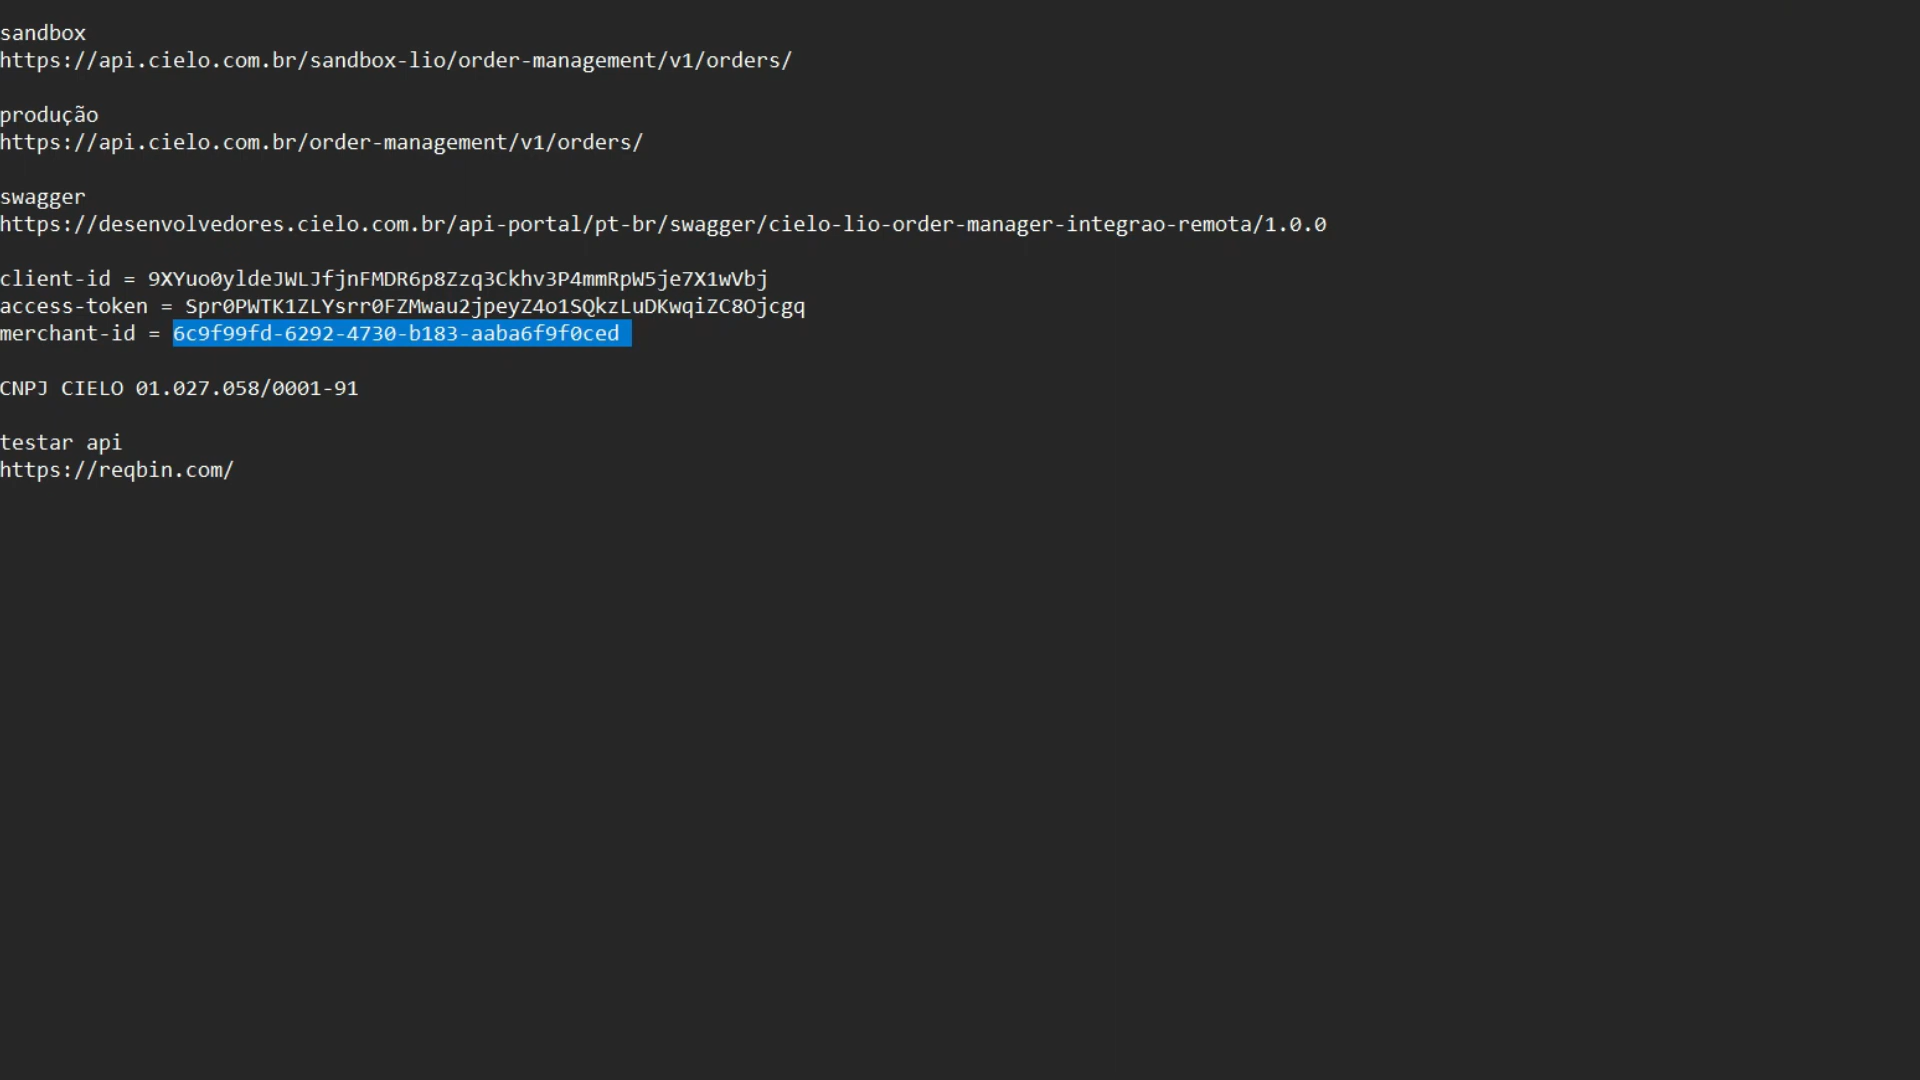 sandbox
https://api.cielo.com.br/sandbox-lio/order-management/v1/orders/
produção
https://api.cielo.com.br/order-management/v1/orders/
swagger
https://desenvolvedores.cielo.com.br/api-portal/pt-br/swagger/cielo-lio-order-manager-integrao-remota/1.0.0
client-id = 9XYuo0yldeJWLJfjnFMDR6p8Zzq3Ckhv3P4mmRpW5je7X1wVbj
access-token = Spr0PWTK1ZLYsrr0FZMwau2jpeyZ4o1SQkzLuDKwqiZC8Ojcgq
merchant-id = 6c9f99fd-6292-4730-b183-aaba6f9f0ced
CNPJ CIELO 01.027.058/0001-91
testar api
https://reqbin.com/